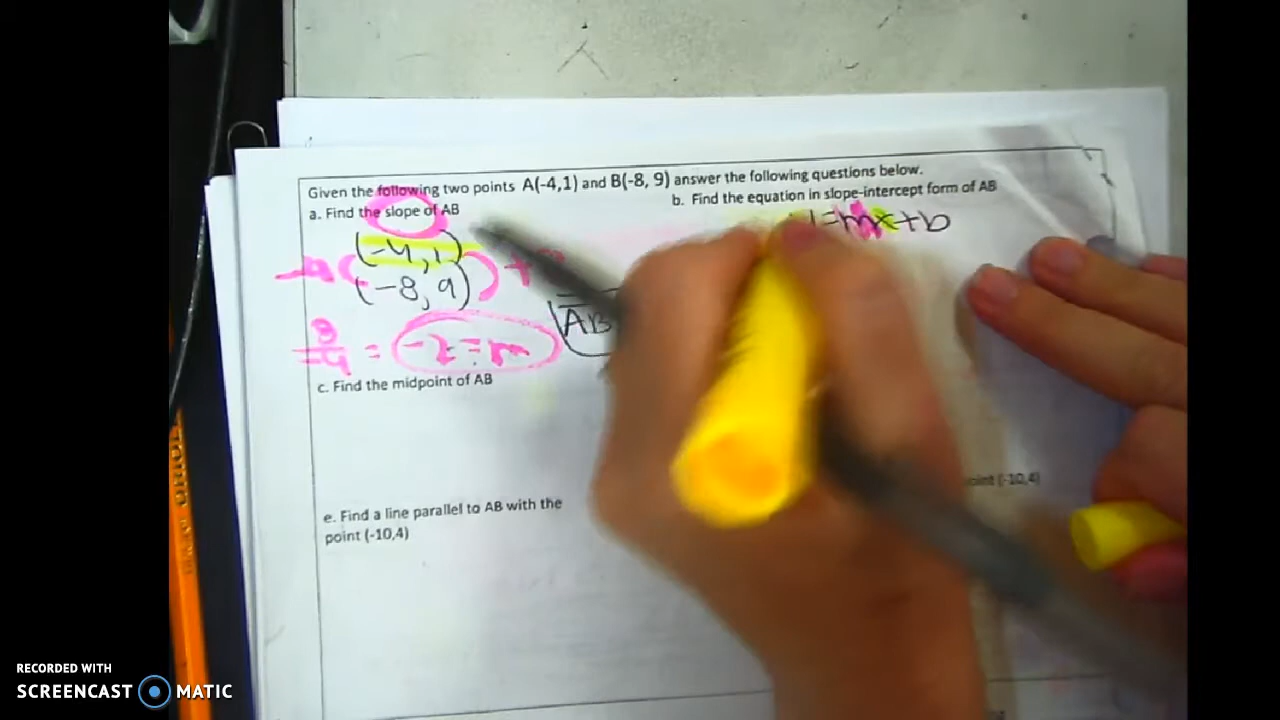 Given the following two points A(-4,1) and B(-8, 9) answer the following questions below.
a. Find the slope of AB
b. Find the equation in slope-intercept form of AB
(-4,1)
(-8,9)
-4
+8
8/-4 = -2=m
AB
y=mx+b
c. Find the midpoint of AB
point (-10,4)
e. Find a line parallel to AB with the
point (-10,4)
RECORDED WITH
SCREENCAST MATIC